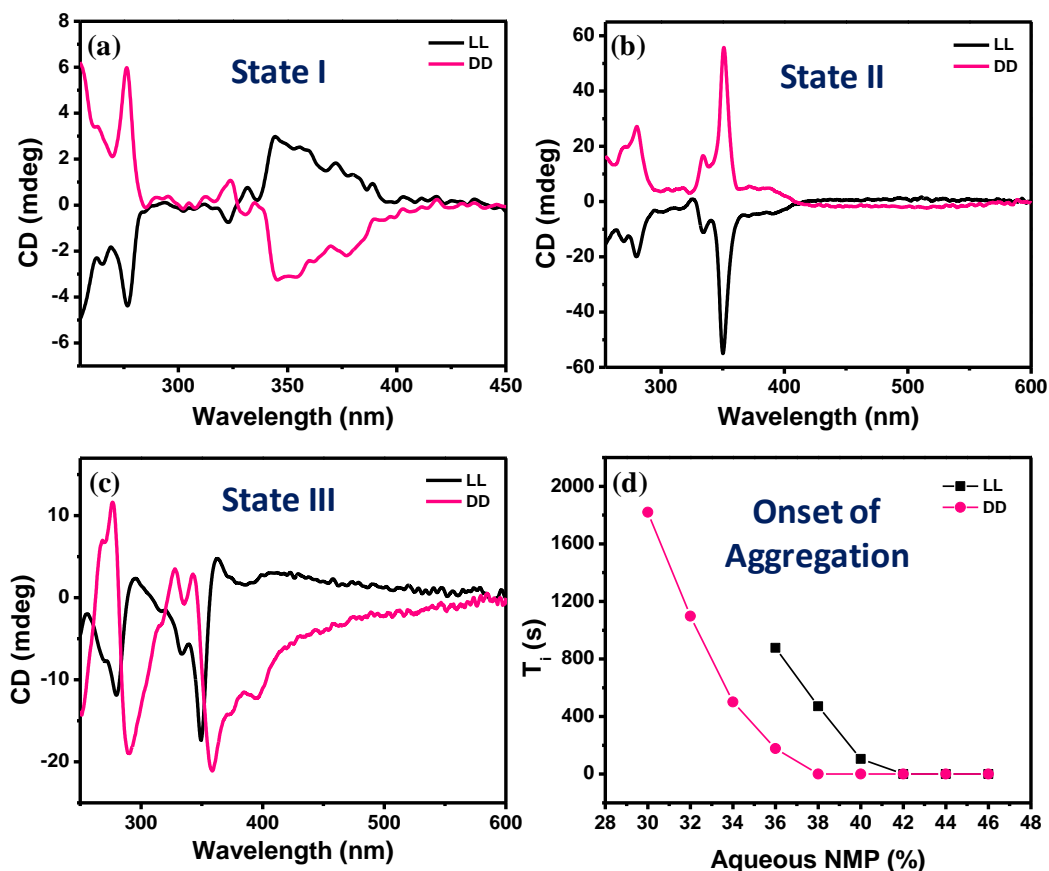 (a)
State I
LL
DD
8
6
4
2
0
-2
-4
-6
CD (mdeg)
300
350
400
450
Wavelength (nm)
(b)
State II
LL
DD
60
40
20
0
-20
-40
-60
CD (mdeg)
300
400
500
600
Wavelength (nm)
(c)
State III
LL
DD
10
0
-10
-20
CD (mdeg)
300
400
500
600
Wavelength (nm)
(d)
Onset of
Aggregation
LL
DD
2000
1600
1200
800
400
0
T_i (s)
28
30
32
34
36
38
40
42
44
46
48
Aqueous NMP (%)